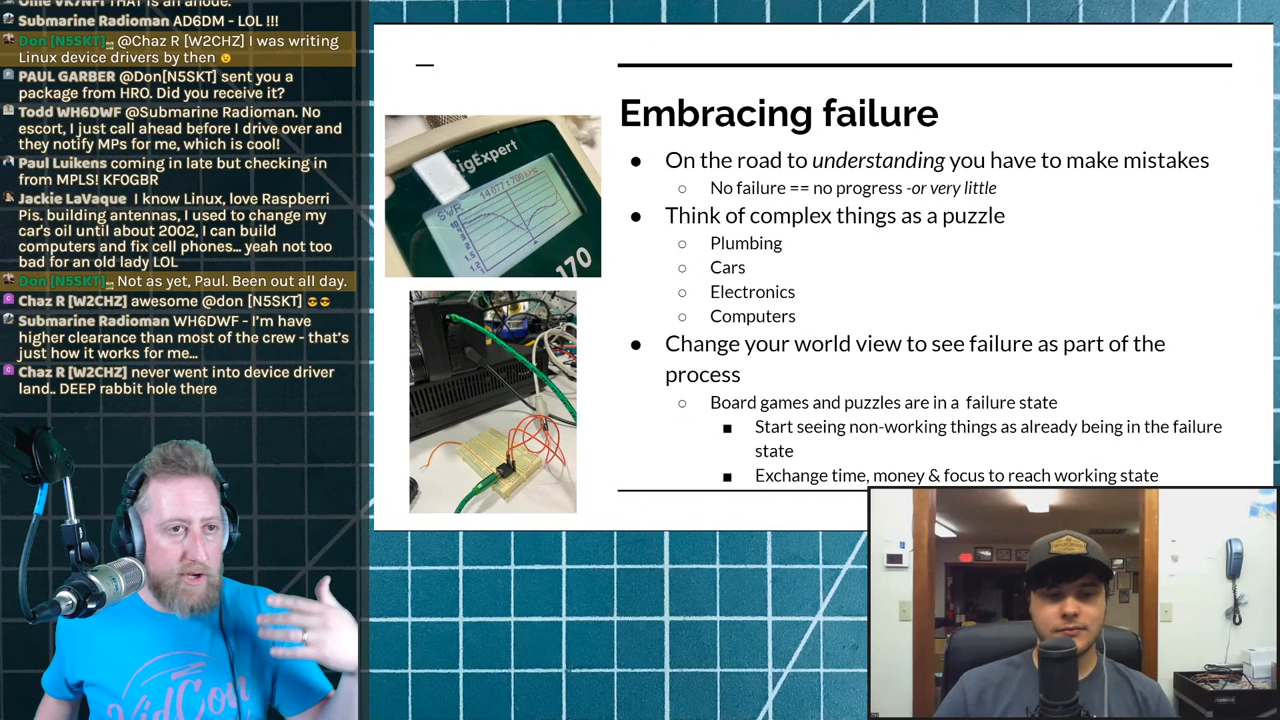 Ollie VK7NFI THAT is an anode.
Submarine Radioman AD6DM - LOL !!!
Don [N5SKT] @Chaz R [W2CHZ] I was writing
Linux device drivers by then 😉
PAUL GARBER @Don[N5SKT] sent you a
package from HRO. Did you receive it?
Todd WH6DWF @Submarine Radioman. No
escort, I just call ahead before I drive over and
they notify MPs for me, which is cool!
Paul Luikens coming in late but checking in
from MPLS! KF0GBR
Jackie LaVaque I know Linux, love Raspberri
Pis. building antennas, I used to change my
car's oil until about 2002, I can build
computers and fix cell phones... yeah not too
bad for an old lady LOL
Don [N5SKT] Not as yet, Paul. Been out all day.
Chaz R [W2CHZ] awesome @don [N5SKT] 😎😎
Submarine Radioman WH6DWF - I'm have
higher clearance than most of the crew - that's
just how it works for me...
Chaz R [W2CHZ] never went into device driver
land.. DEEP rabbit hole there
Embracing failure
● On the road to understanding you have to make mistakes
○ No failure == no progress -or very little
● Think of complex things as a puzzle
○ Plumbing
○ Cars
○ Electronics
○ Computers
● Change your world view to see failure as part of the
process
○ Board games and puzzles are in a failure state
■ Start seeing non-working things as already being in the failure
state
■ Exchange time, money & focus to reach working state
igExpert
SWR